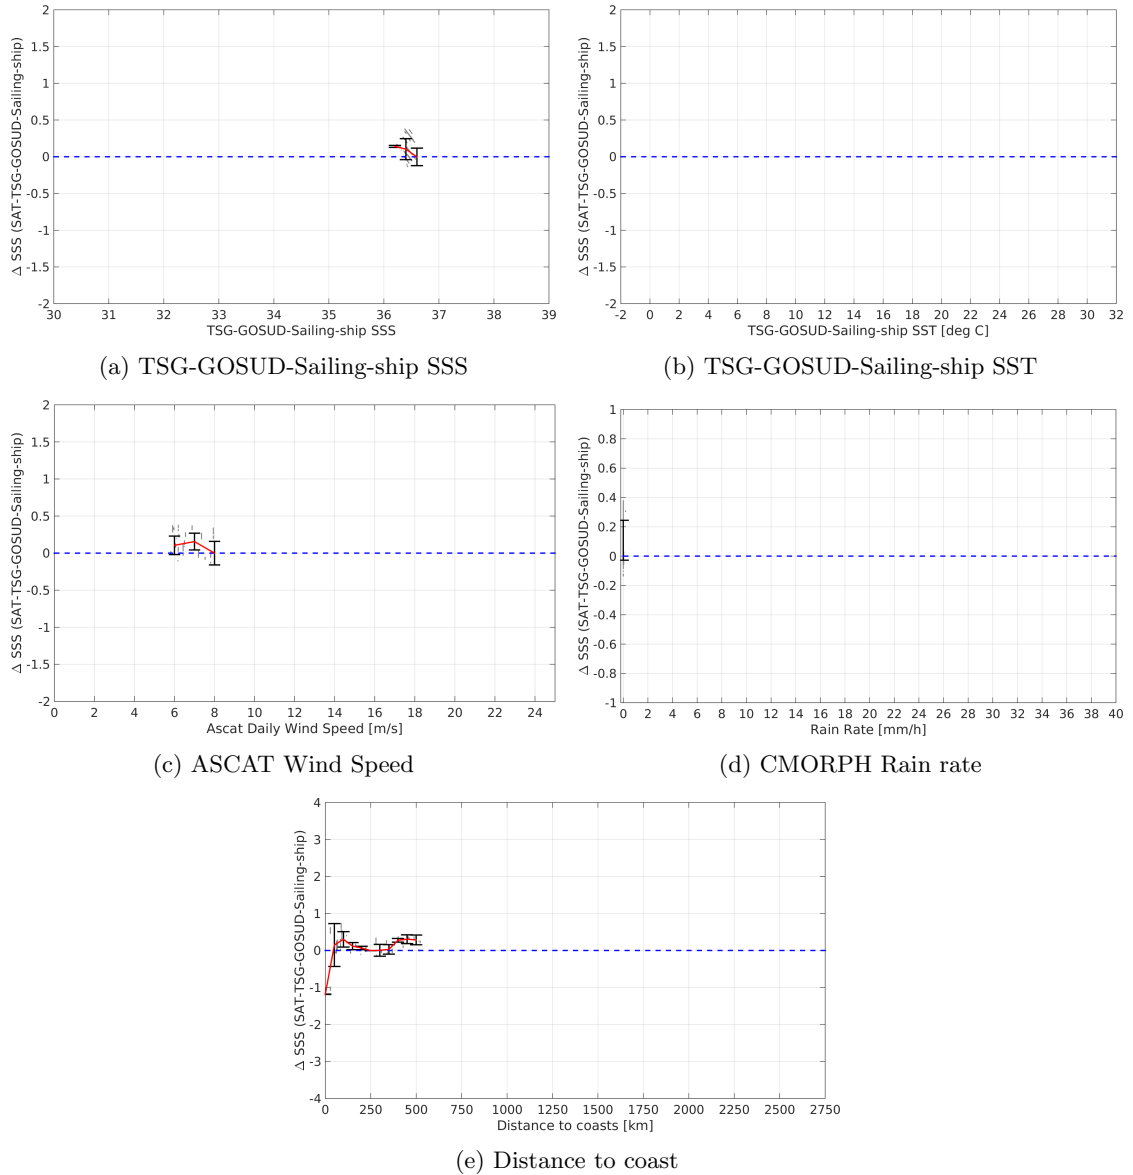 2
1.5
1
0.5
0
-0.5
-1
-1.5
-2
30 31 32 33 34 35 36 37 38 39
Δ SSS (SAT-TSG-GOSUD-Sailing-ship)
TSG-GOSUD-Sailing-ship SSS
(a) TSG-GOSUD-Sailing-ship SSS
2
1.5
1
0.5
0
-0.5
-1
-1.5
-2
-2 0 2 4 6 8 10 12 14 16 18 20 22 24 26 28 30 32
Δ SSS (SAT-TSG-GOSUD-Sailing-ship)
TSG-GOSUD-Sailing-ship SST [deg C]
(b) TSG-GOSUD-Sailing-ship SST
2
1.5
1
0.5
0
-0.5
-1
-1.5
-2
0 2 4 6 8 10 12 14 16 18 20 22 24
Δ SSS (SAT-TSG-GOSUD-Sailing-ship)
Ascat Daily Wind Speed [m/s]
(c) ASCAT Wind Speed
1
0.8
0.6
0.4
0.2
0
-0.2
-0.4
-0.6
-0.8
-1
0 2 4 6 8 10 12 14 16 18 20 22 24 26 28 30 32 34 36 38 40
Δ SSS (SAT-TSG-GOSUD-Sailing-ship)
Rain Rate [mm/h]
(d) CMORPH Rain rate
4
3
2
1
0
-1
-2
-3
-4
0 250 500 750 1000 1250 1500 1750 2000 2250 2500 2750
Δ SSS (SAT-TSG-GOSUD-Sailing-ship)
Distance to coasts [km]
(e) Distance to coast